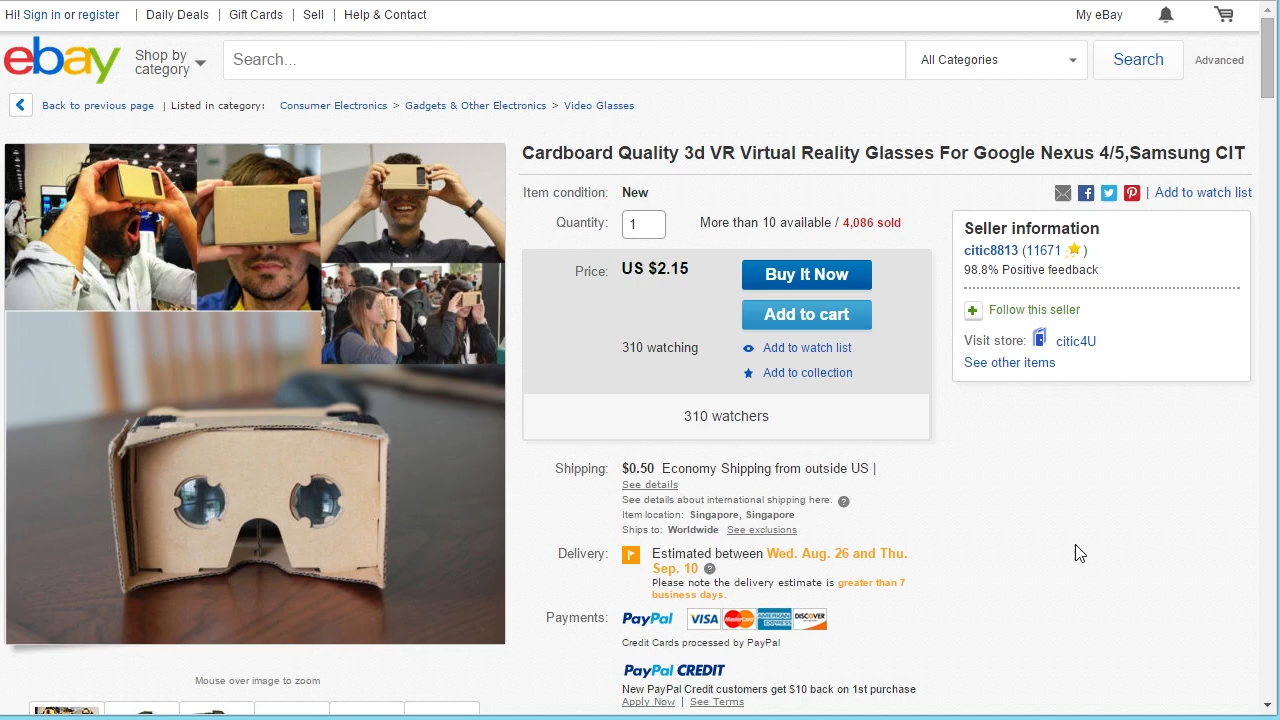 Hi! Sign in or register | Daily Deals | Gift Cards | Sell | Help & Contact My eBay
ebay Shop by category Search... All Categories Search Advanced
Back to previous page | Listed in category: Consumer Electronics > Gadgets & Other Electronics > Video Glasses
Cardboard Quality 3d VR Virtual Reality Glasses For Google Nexus 4/5,Samsung CIT
Item condition: New
| Add to watch list
Quantity: 1 More than 10 available / 4,086 sold
Price: US $2.15 Buy It Now
Add to cart
310 watching Add to watch list
Add to collection
310 watchers
Seller information
citic8813 (11671 )
98.8% Positive feedback
Follow this seller
Visit store: citic4U
See other items
Shipping: $0.50 Economy Shipping from outside US |
See details
See details about international shipping here.
Item location: Singapore, Singapore
Ships to: Worldwide See exclusions
Delivery: Estimated between Wed. Aug. 26 and Thu.
Sep. 10
Please note the delivery estimate is greater than 7
business days.
Payments: PayPal VISA MasterCard AMERICAN EXPRESS DISCOVER
Credit Cards processed by PayPal
PayPal CREDIT
New PayPal Credit customers get $10 back on 1st purchase
Apply Now | See Terms
Mouse over image to zoom